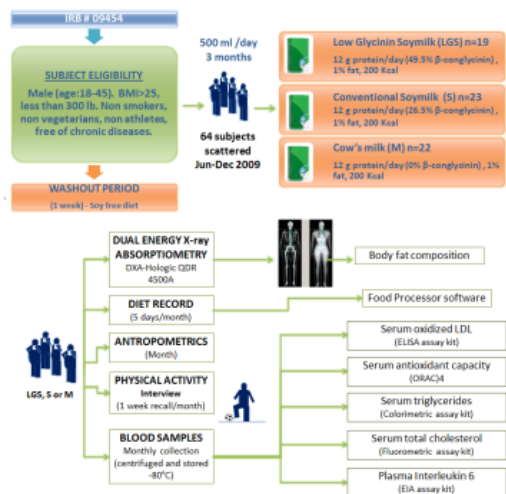 IRB # 09454
SUBJECT ELIGIBILITY
Male (age:18-45). BMI>25,
less than 300 lb. Non smokers,
non vegetarians, non athletes,
free of chronic diseases.
WASHOUT PERIOD
(1 week) - Soy free diet
500 ml /day
3 months
64 subjects
scattered
Jun-Dec 2009
Low Glycinin Soymilk (LGS) n=19
12 g protein/day (49.5% β-conglycinin) ,
1% fat, 200 Kcal
Conventional Soymilk (S) n=23
12 g protein/day (26.5% β-conglycinin) ,
1% fat, 200 Kcal
Cow's milk (M) n=22
12 g protein/day (0% β-conglycinin) , 1%
fat, 200 Kcal
LGS, S or M
DUAL ENERGY X-ray
ABSORPTIOMETRY
DXA-Hologic QDR
4500A
DIET RECORD
(5 days/month)
ANTROPOMETRICS
(Month)
PHYSICAL ACTIVITY
Interview
(1 week recall/month)
BLOOD SAMPLES
Monthly collection
(centrifuged and stored
-80°C)
Body fat composition
Food Processor software
Serum oxidized LDL
(ELISA assay kit)
Serum antioxidant capacity
(ORAC)4
Serum triglycerides
(Colorimetric assay kit)
Serum total cholesterol
(Fluorometric assay kit)
Plasma Interleukin 6
(EIA assay kit)